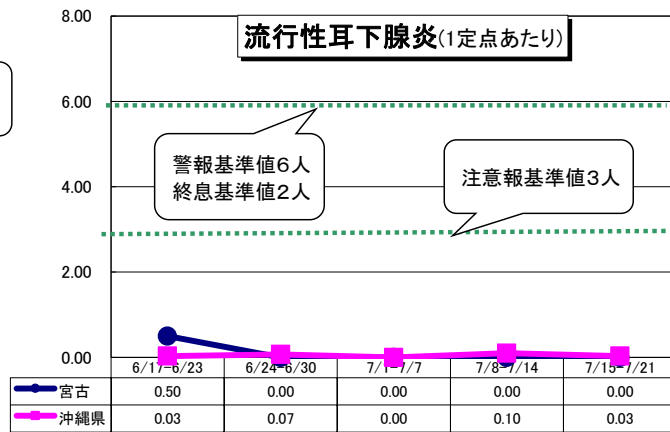 流行性耳下腺炎(1定点あたり)
8.00
6.00
4.00
2.00
0.00
警報基準値6人
終息基準値2人
注意報基準値3人
6/17-6/23 6/24-6/30 7/1-7/7 7/8-7/14 7/15-7/21
宮古 0.50 0.00 0.00 0.00 0.00
沖縄県 0.03 0.07 0.00 0.10 0.03